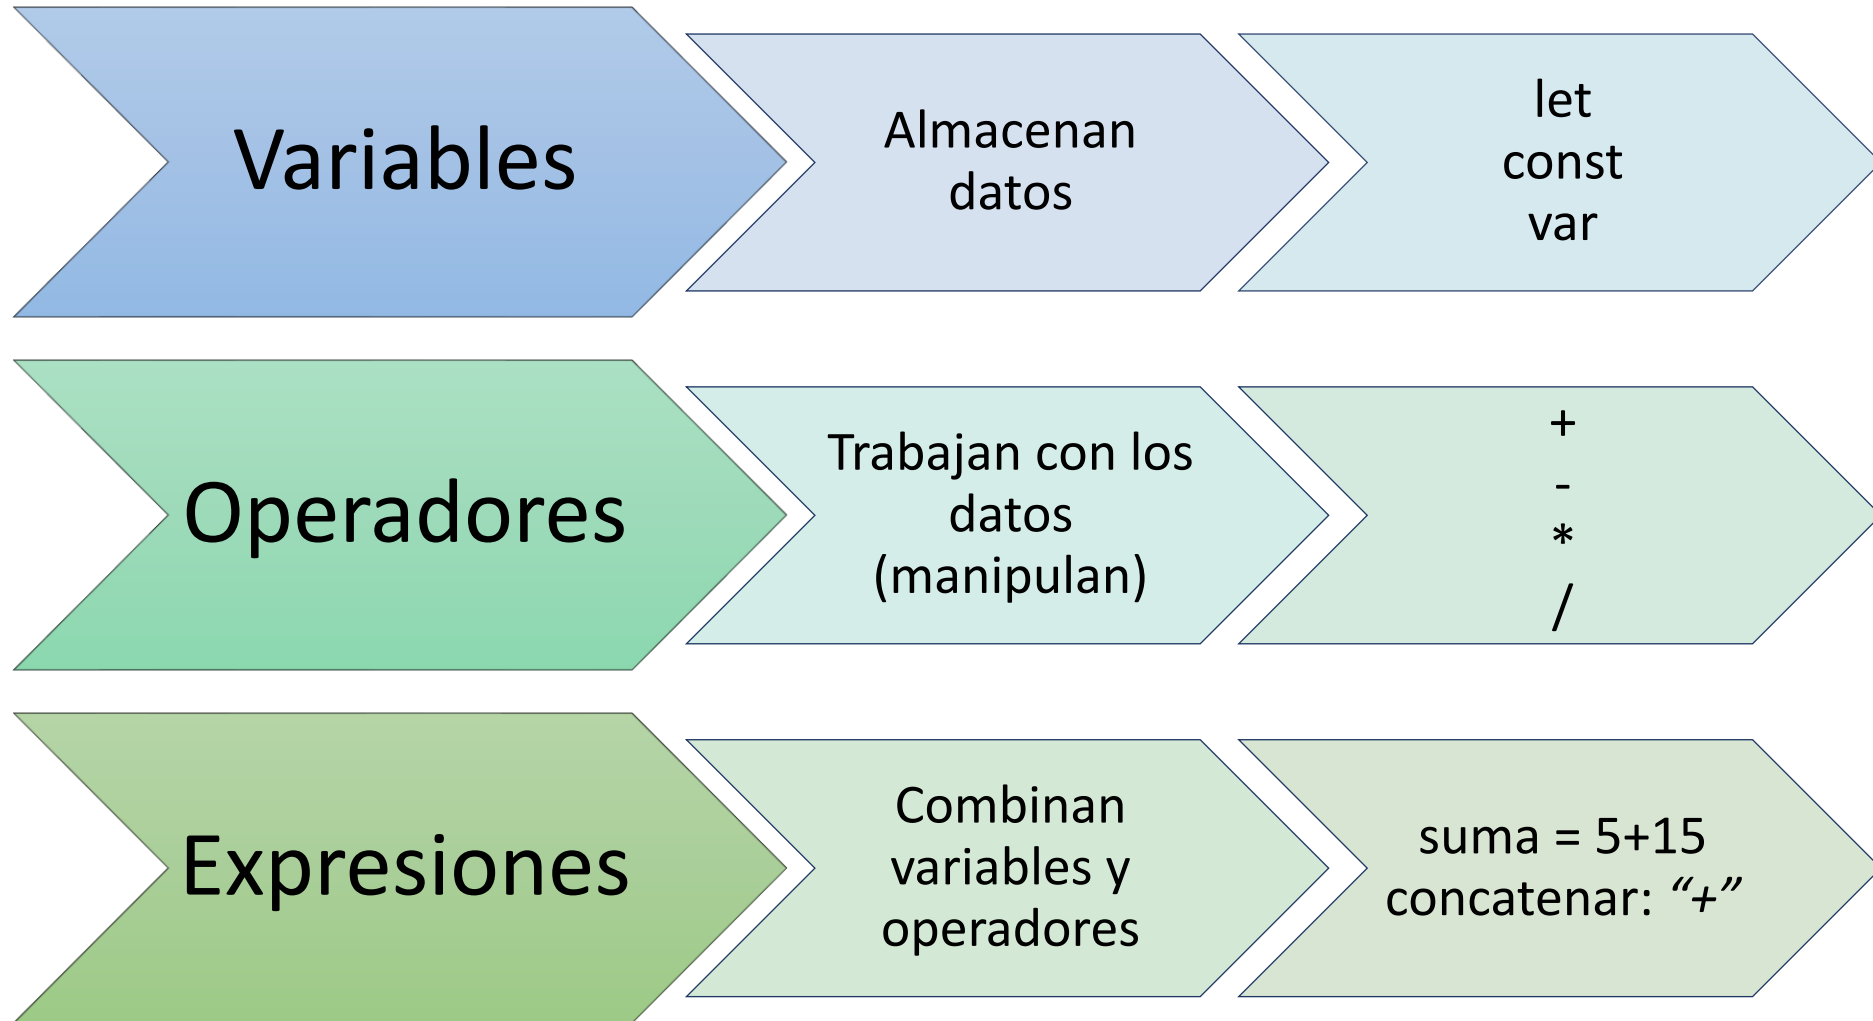 Variables
Almacenan
datos
let
const
var
Operadores
Trabajan con los
datos
(manipulan)
+
-
*
/
Expresiones
Combinan
variables y
operadores
suma = 5+15
concatenar: “+”